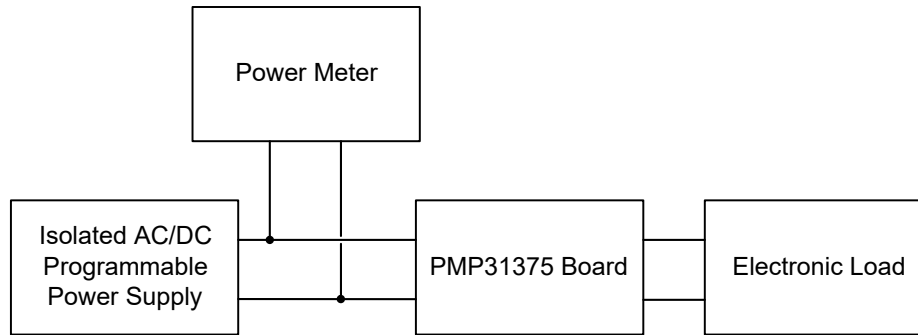 Power Meter
Isolated AC/DC
Programmable
Power Supply
PMP31375 Board
Electronic Load